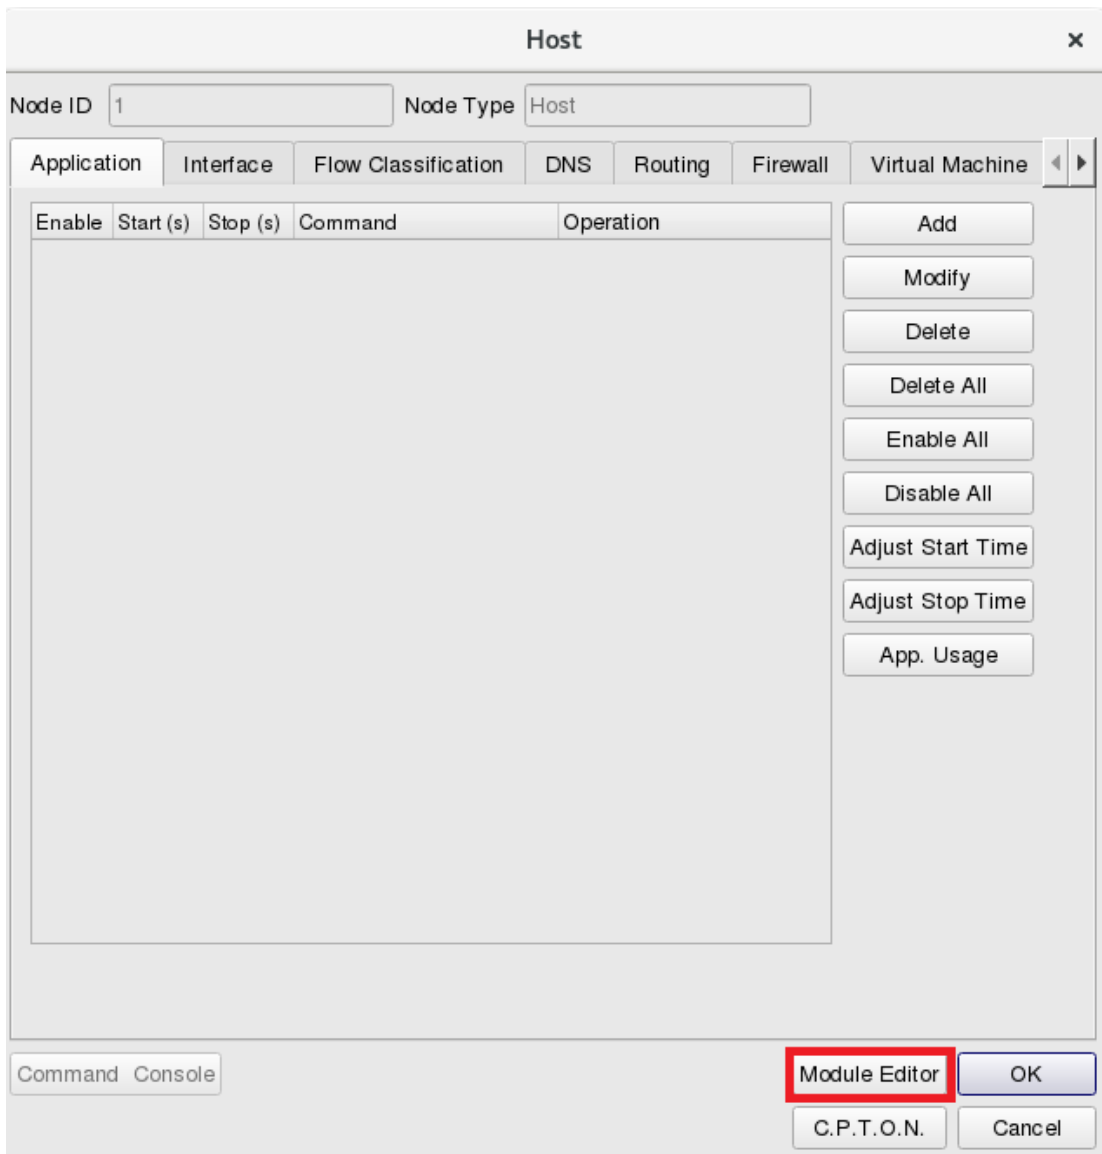 Host ×
Node ID 1 Node Type Host
Application Interface Flow Classification DNS Routing Firewall Virtual Machine
Enable Start (s) Stop (s) Command Operation
Add
Modify
Delete
Delete All
Enable All
Disable All
Adjust Start Time
Adjust Stop Time
App. Usage
Command Console Module Editor OK
C.P.T.O.N. Cancel